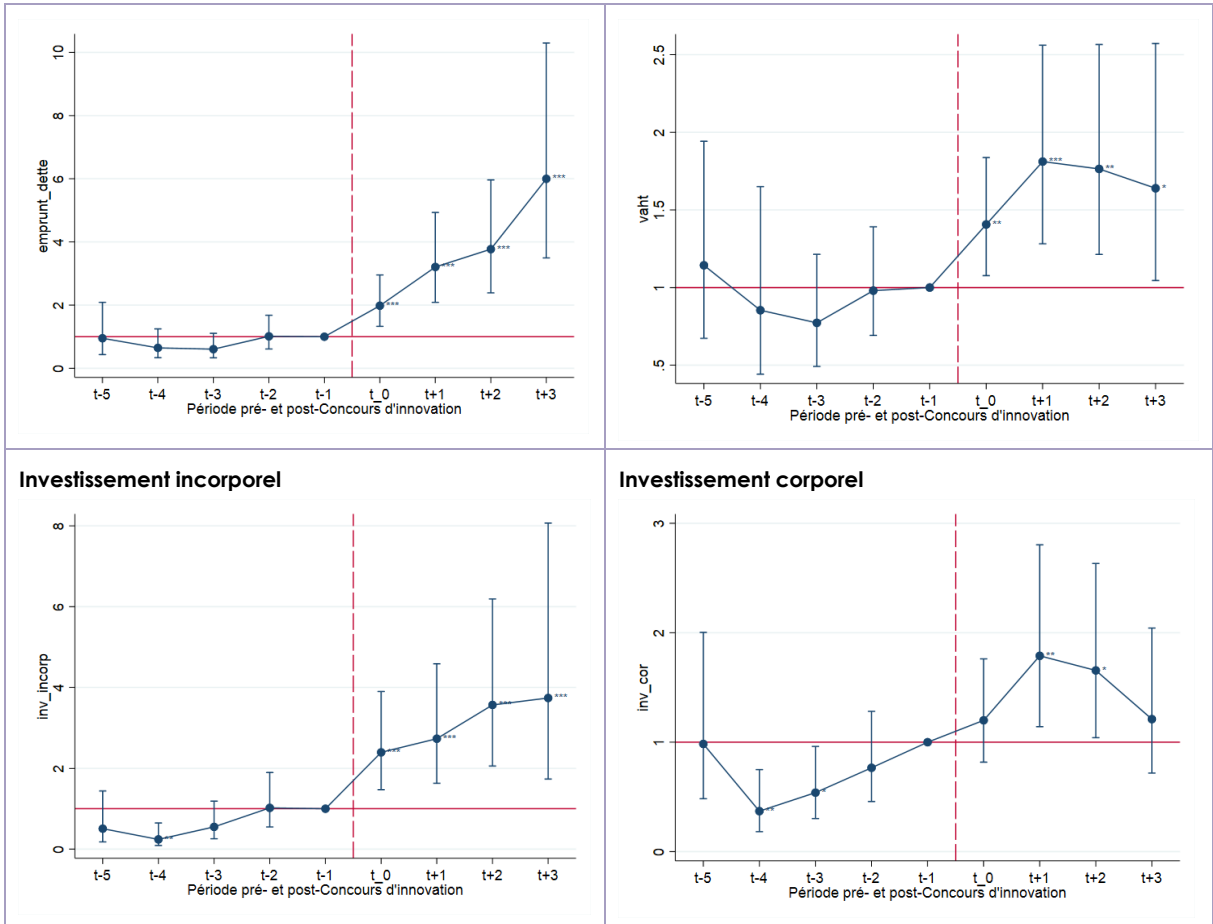 emprunt_dette
0 2 4 6 8 10
***
***
***
***
t-5 t-4 t-3 t-2 t-1 t_0 t+1 t+2 t+3
Période pré- et post-Concours d'innovation
vaht
.5 1 1.5 2 2.5
**
***
**
*
t-5 t-4 t-3 t-2 t-1 t_0 t+1 t+2 t+3
Période pré- et post-Concours d'innovation
Investissement incorporel
inv_incorp
0 2 4 6 8
**
***
***
***
***
t-5 t-4 t-3 t-2 t-1 t_0 t+1 t+2 t+3
Période pré- et post-Concours d'innovation
Investissement corporel
inv_cor
0 1 2 3
**
*
**
*
t-5 t-4 t-3 t-2 t-1 t_0 t+1 t+2 t+3
Période pré- et post-Concours d'innovation